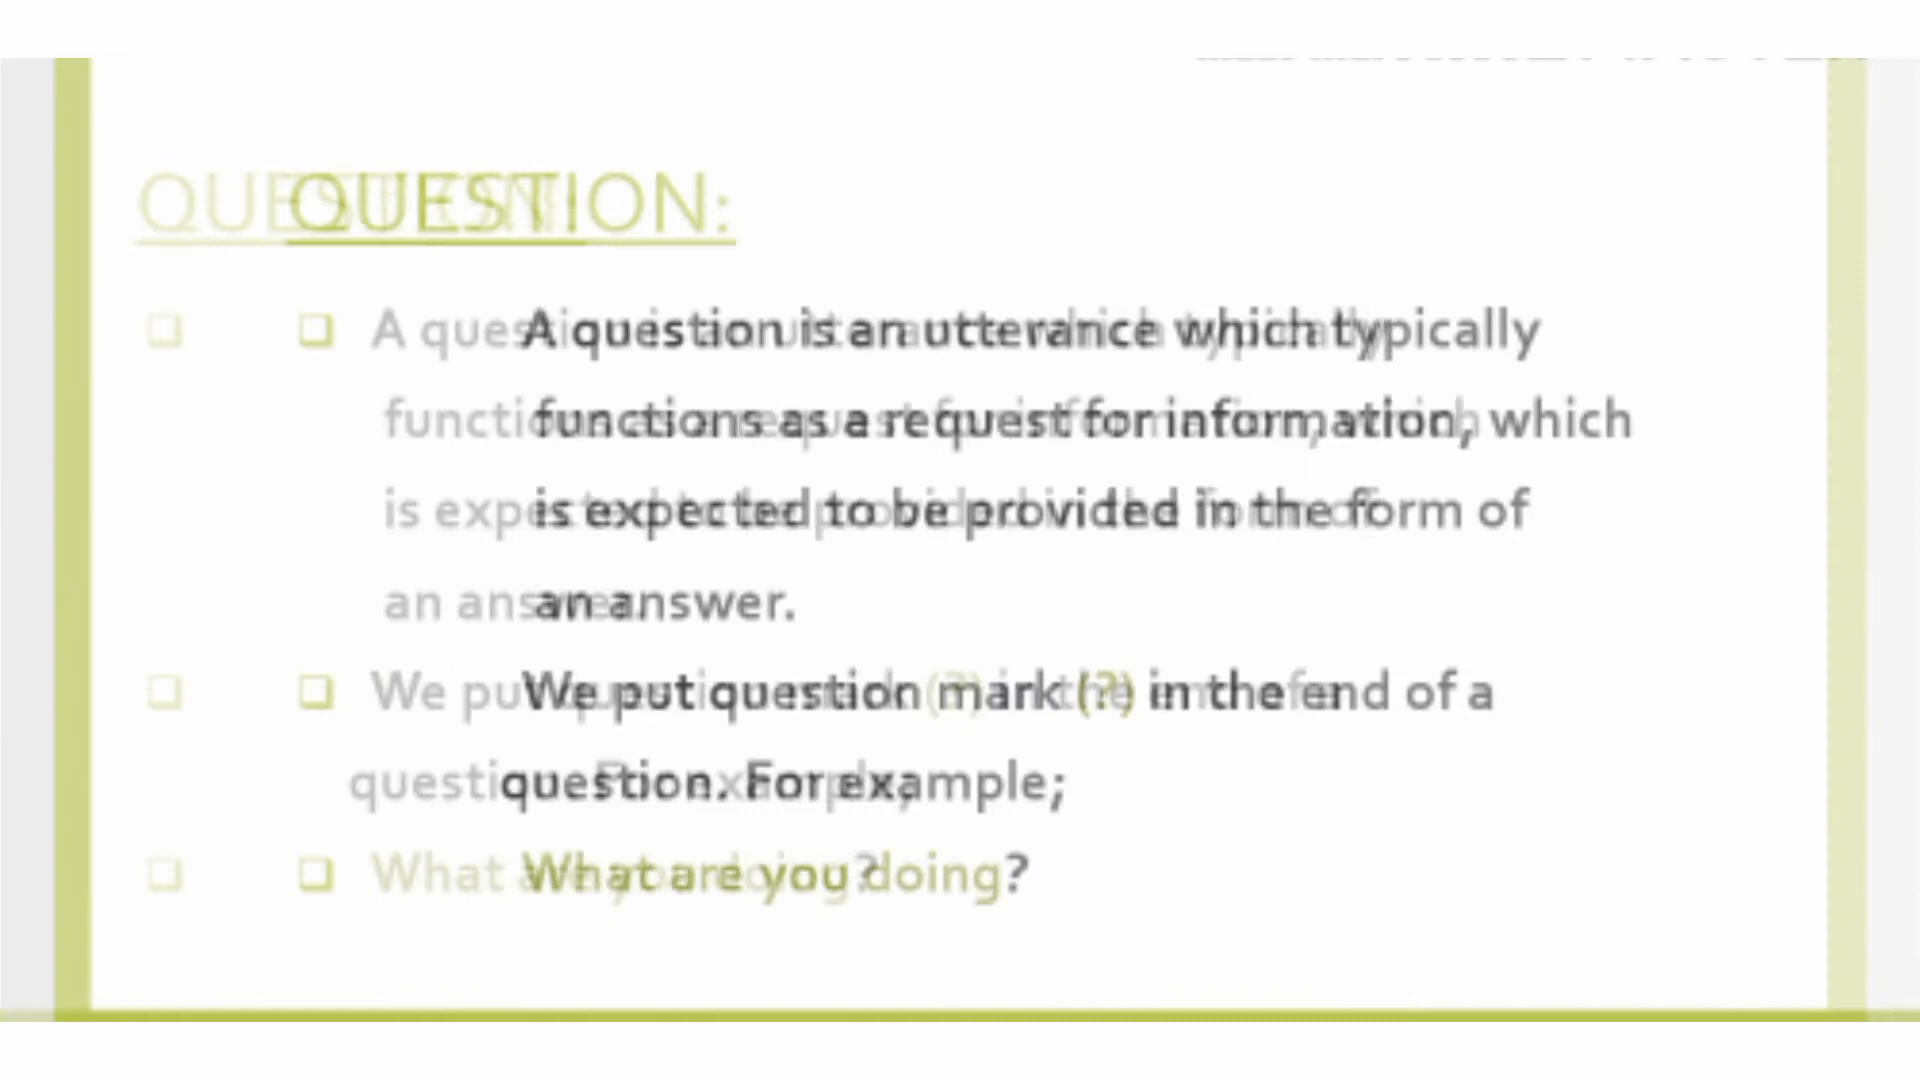 QUESTION:
❑ A question is an utterance which typically
functions as a request for information, which
is expected to be provided in the form of
an answer.
❑ We put question mark (?) in the end of a
question. For example;
❑ What are you doing?